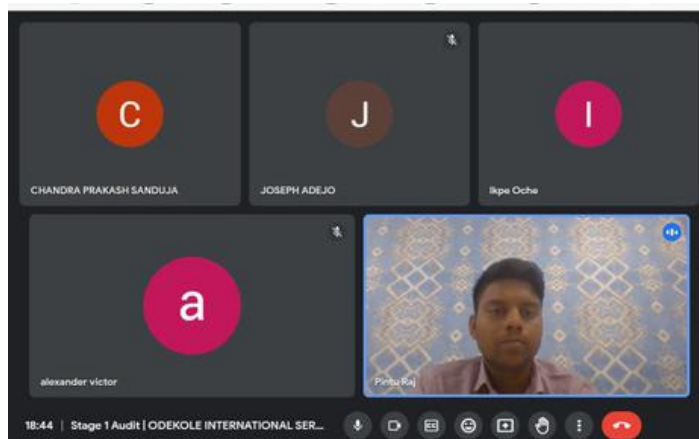 C
J
I
CHANDRA PRAKASH SANDUJA
JOSEPH ADEJO
Ikpe Oche
a
alexander victor
Pintu Raj
18:44 | Stage 1 Audit | ODEKOLE INTERNATIONAL SER...
CC